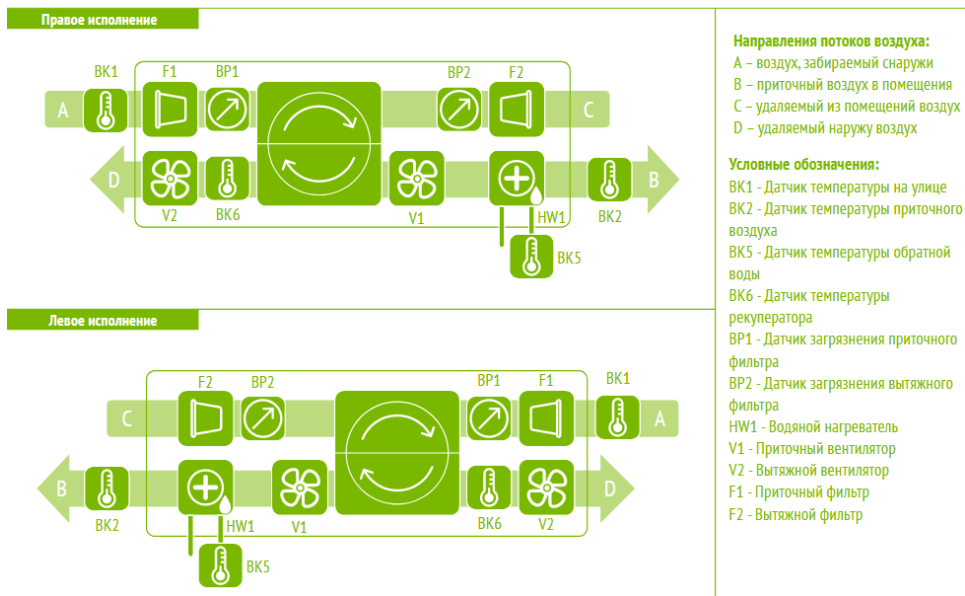 Правое исполнение
BK1
F1
BP1
BP2
F2
A
C
D
B
V2
BK6
V1
HW1
BK2
BK5
Левое исполнение
F2
BP2
BP1
F1
BK1
C
A
B
D
BK2
HW1
V1
BK6
V2
BK5
Направления потоков воздуха:
A – воздух, забираемый снаружи
B – приточный воздух в помещения
C – удаляемый из помещений воздух
D – удаляемый наружу воздух
Условные обозначения:
BK1 - Датчик температуры на улице
BK2 - Датчик температуры приточного
воздуха
BK5 - Датчик температуры обратной
воды
BK6 - Датчик температуры
рекуператора
BP1 - Датчик загрязнения приточного
фильтра
BP2 - Датчик загрязнения вытяжного
фильтра
HW1 - Водяной нагреватель
V1 - Приточный вентилятор
V2 - Вытяжной вентилятор
F1 - Приточный фильтр
F2 - Вытяжной фильтр